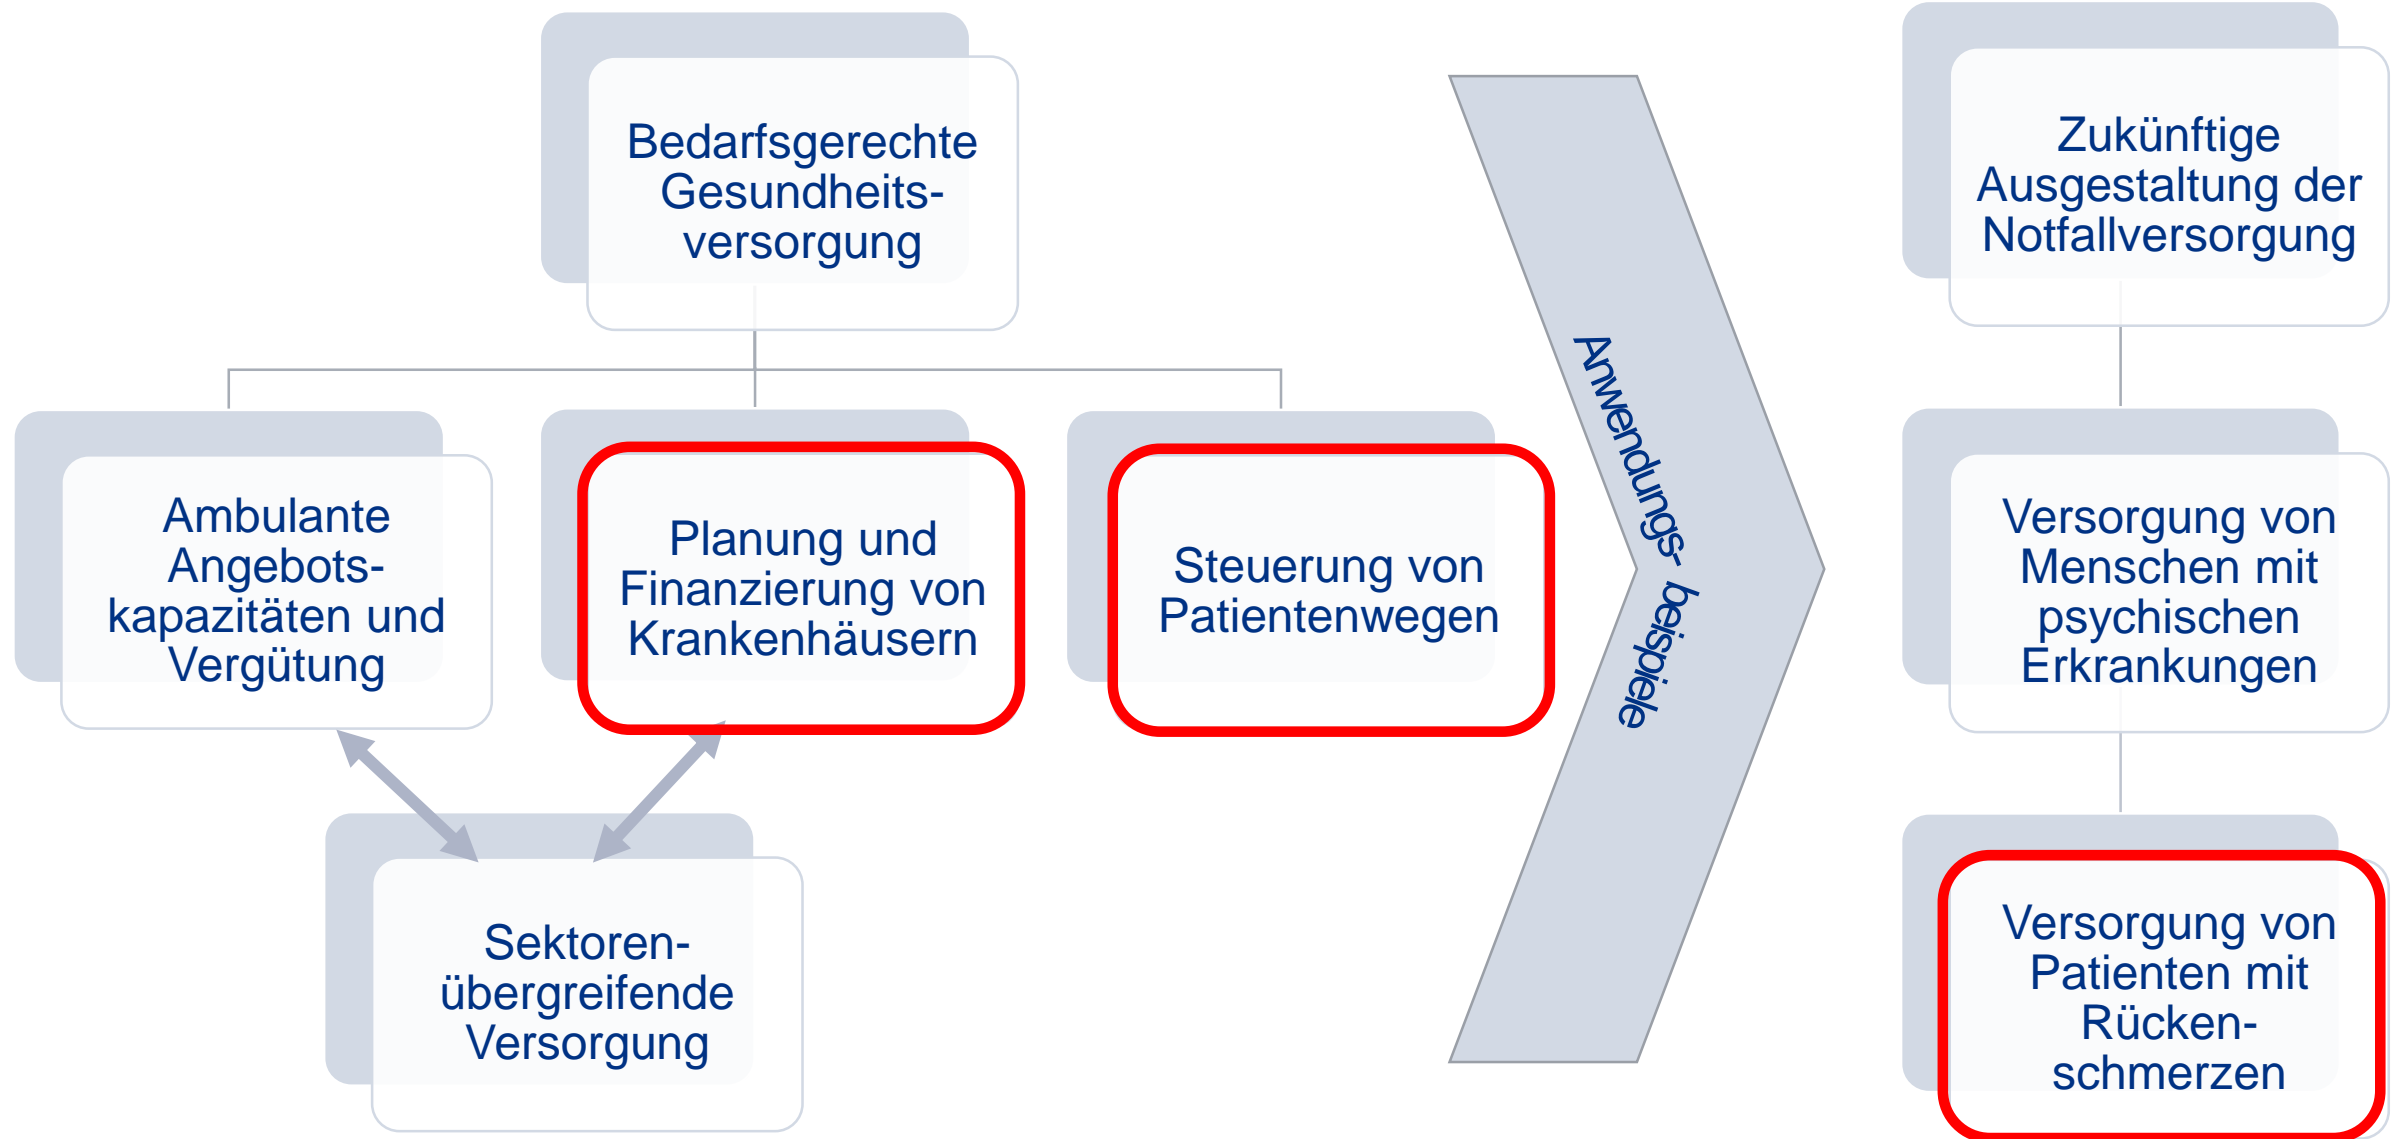 Bedarfsgerechte
Gesundheits-
versorgung
Ambulante
Angebots-
kapazitäten und
Vergütung
Planung und
Finanzierung von
Krankenhäusern
Steuerung von
Patientenwegen
Sektoren-
übergreifende
Versorgung
Anwendungs-
beispiele
Zukünftige
Ausgestaltung der
Notfallversorgung
Versorgung von
Menschen mit
psychischen
Erkrankungen
Versorgung von
Patienten mit
Rücken-
schmerzen